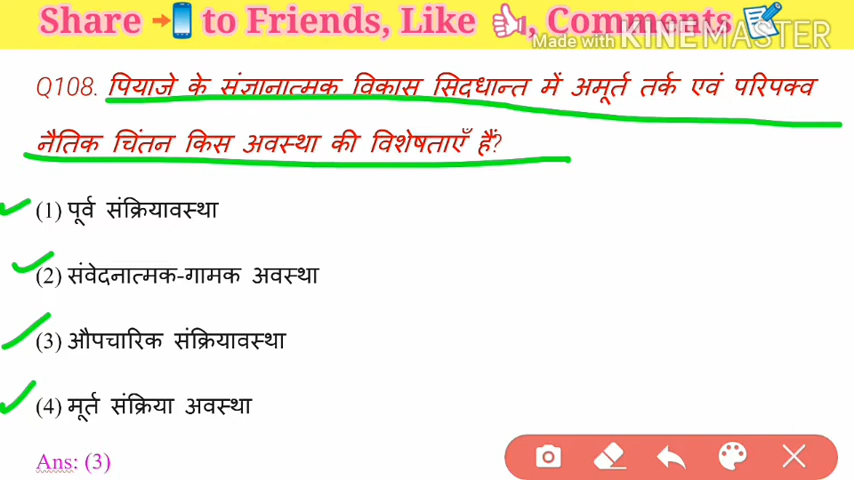 Share to Friends, Like , Comments
Made with KINEMASTER
Q108. पियाजे के संज्ञानात्मक विकास सिद्धान्त में अमूर्त तर्क एवं परिपक्व
नैतिक चिंतन किस अवस्था की विशेषताएँ हैं?
(1) पूर्व संक्रियावस्था
(2) संवेदनात्मक-गामक अवस्था
(3) औपचारिक संक्रियावस्था
(4) मूर्त संक्रिया अवस्था
Ans: (3)